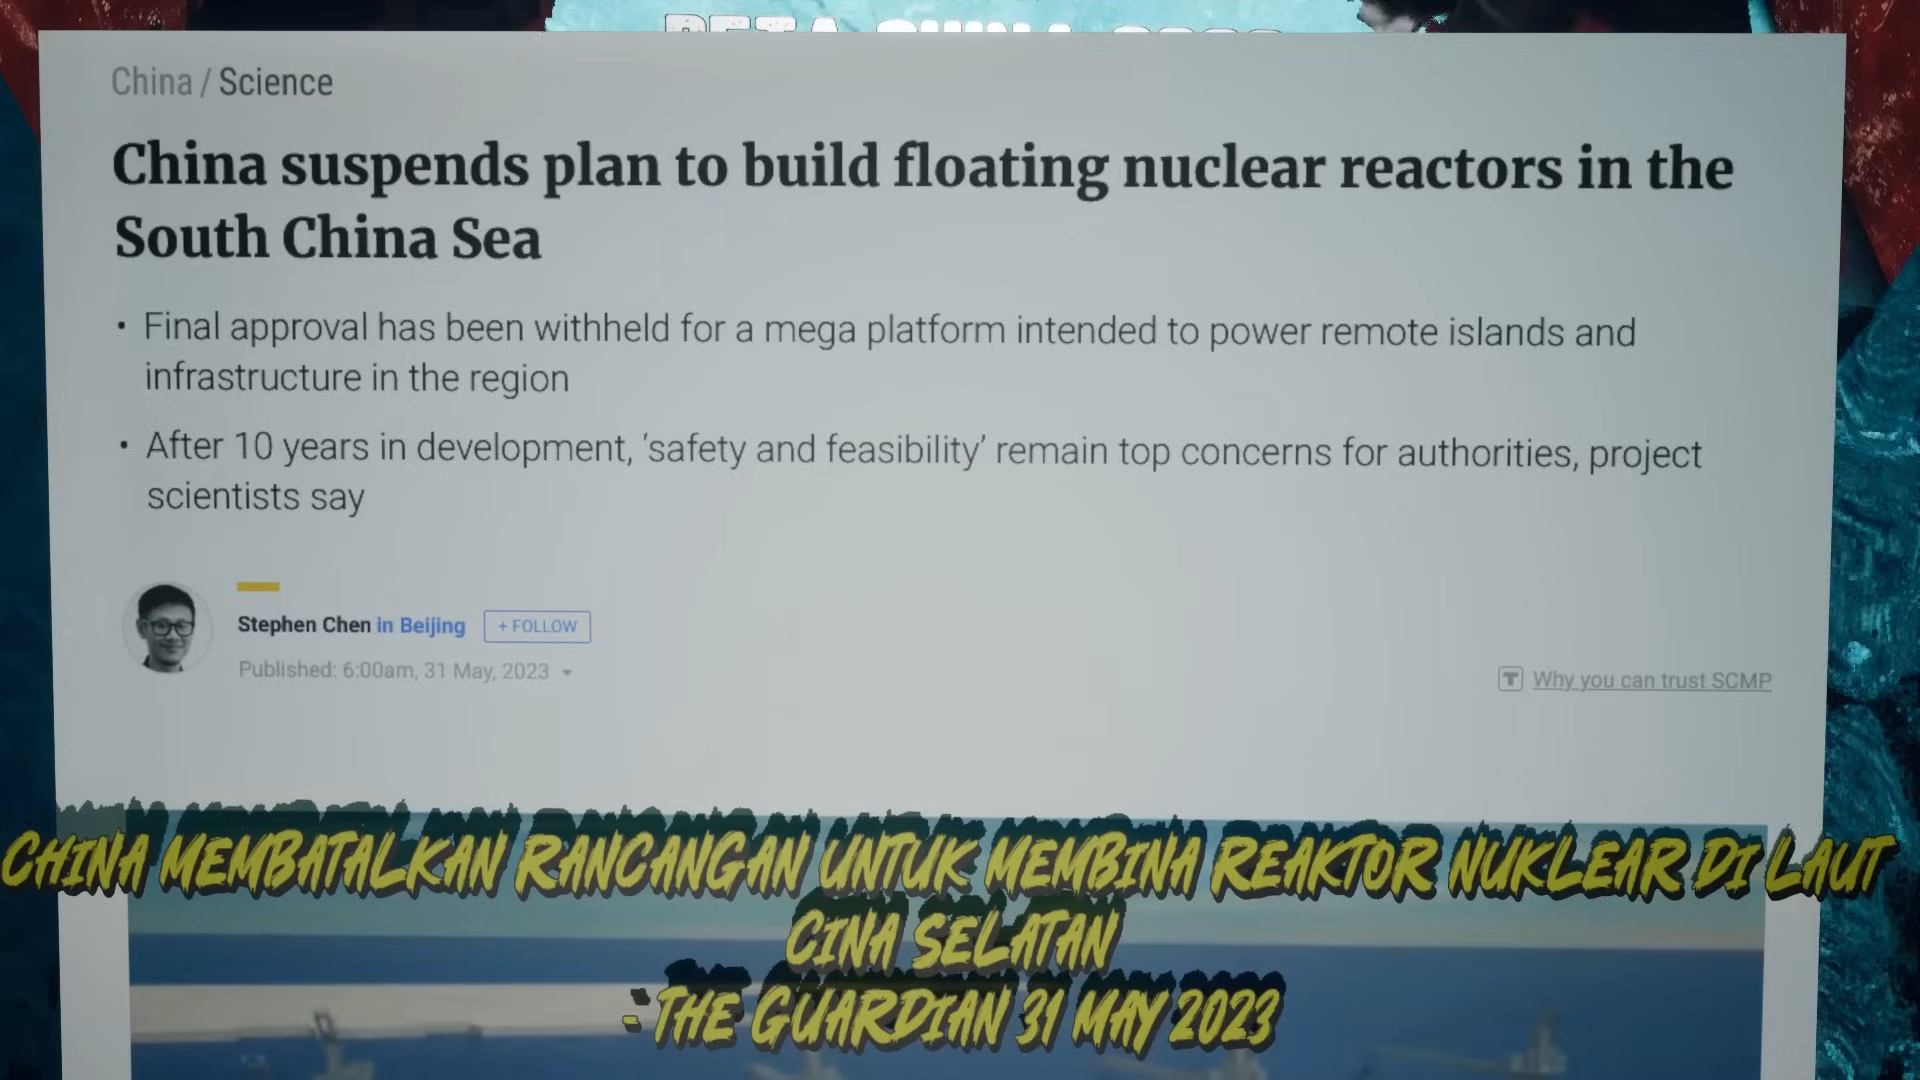 China / Science
China suspends plan to build floating nuclear reactors in the
South China Sea
• Final approval has been withheld for a mega platform intended to power remote islands and
infrastructure in the region
• After 10 years in development, ‘safety and feasibility’ remain top concerns for authorities, project
scientists say
Stephen Chen in Beijing + FOLLOW
Published: 6:00am, 31 May, 2023
Why you can trust SCMP
CHINA MEMBATALKAN RANCANGAN UNTUK MEMBINA REAKTOR NUKLEAR DI LAUT
CINA SELATAN
- THE GUARDIAN 31 MAY 2023